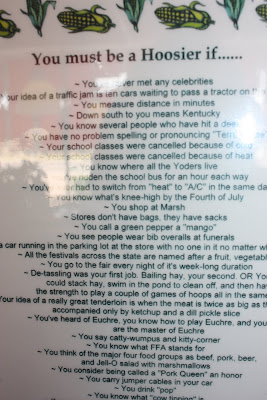 You must be a Hoosier if......
~ You never met any celebrities
Your idea of a traffic jam is ten cars waiting to pass a tractor on the
~ You measure distance in minutes
~ Down south to you means Kentucky
~ You know several people who have hit a deer
~ You have no problem spelling or pronouncing "Terre
~ Your school classes were cancelled because of cold
~ Your school classes were cancelled because of heat
~ You know where all the Yoders live
ridden the school bus for an hour each way
~ You've had to switch from "heat" to "A/C" in the same day
know what's knee-high by the Fourth of July
~ You shop at Marsh
~ Stores don't have bags, they have sacks
~ You call a green pepper a "mango"
~ You see people wear bib overalls at funerals
a car running in the parking lot at the store with no one in it no matter
~ All the festivals across the state are named after a fruit, vegetable
~ You go to the fair every night of it's week-long duration
~ De-tassling was your first job. Bailing hay, your second. OR You
could stack hay, swim in the pond to clean off, and then have
the strength to play a couple of games of hoops all in the same
Your idea of a really great tenderloin is when the meat is twice as big as the
accompanied only by ketchup and a dill pickle slice
~ You've heard of Euchre, you know how to play Euchre, and you
are the master of Euchre
~ You say catty-wumpus and kitty-corner
~ You know what FFA stands for
~ You think of the major four food groups as beef, pork, beer,
and Jell-O salad with marshmallows
~ You consider being called a "Pork Queen" an honor
~ You carry jumper cables in your car
~ You drink "pop"
~ You know what "cow tipping" is